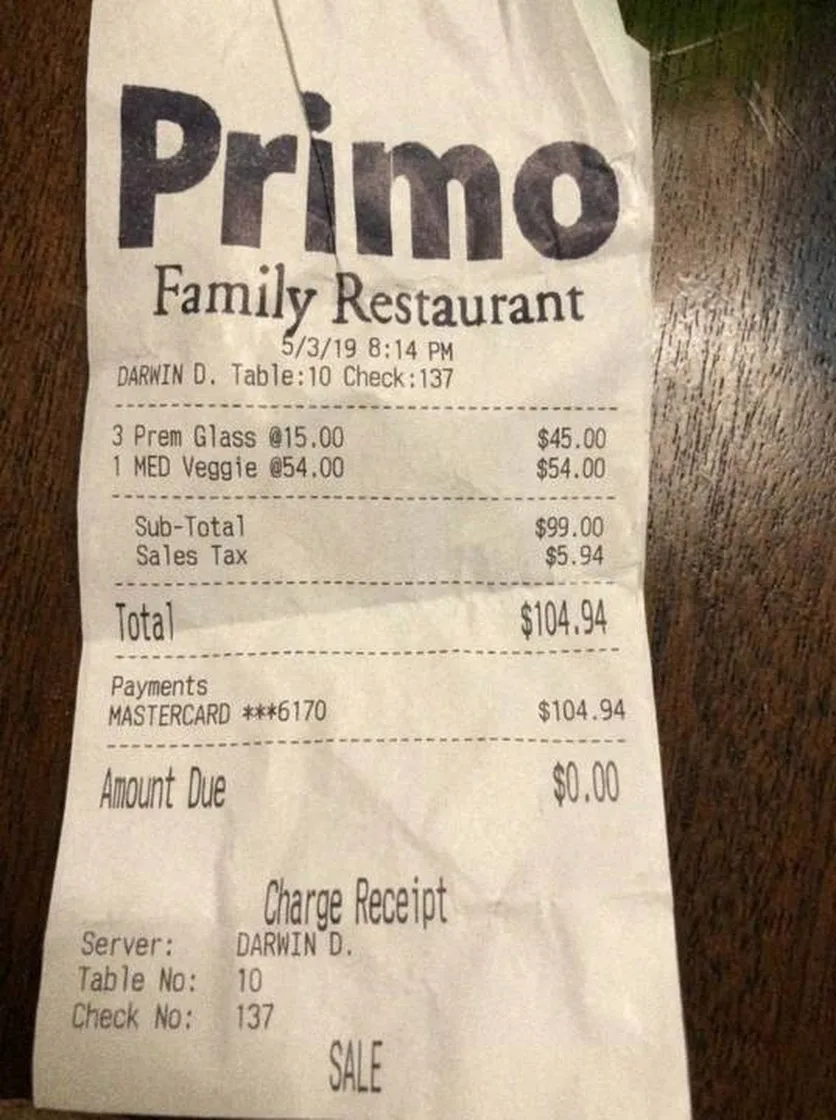 Primo
Family Restaurant
5/3/19 8:14 PM
DARWIN D. Table:10 Check:137
3 Prem Glass @15.00 $45.00
1 MED Veggie @54.00 $54.00
Sub-Total $99.00
Sales Tax $5.94
Total $104.94
Payments
MASTERCARD ***6170 $104.94
Amount Due $0.00
Charge Receipt
Server: DARWIN D.
Table No: 10
Check No: 137
SALE